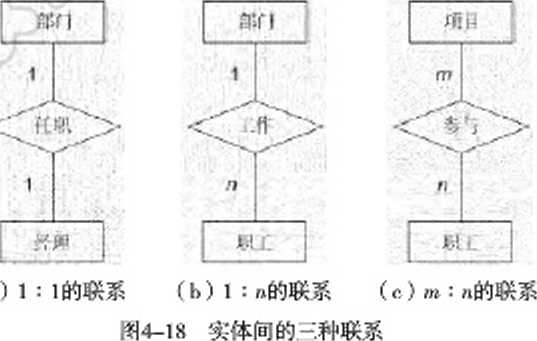 部门 部门 项目
1 1 m
任职 工作 参与
1 n n
经理 职工 职工
）1：1的联系 （b）1：n的联系 （c）m：n的联系
图4-18 实体间的三种联系